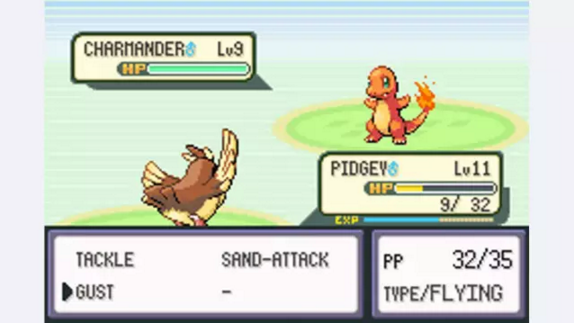 CHARMANDER♂ Lv9
HP
PIDGEY♂ Lv11
HP
9/ 32
EXP
TACKLE SAND-ATTACK
GUST -
PP 32/35
TYPE/FLYING